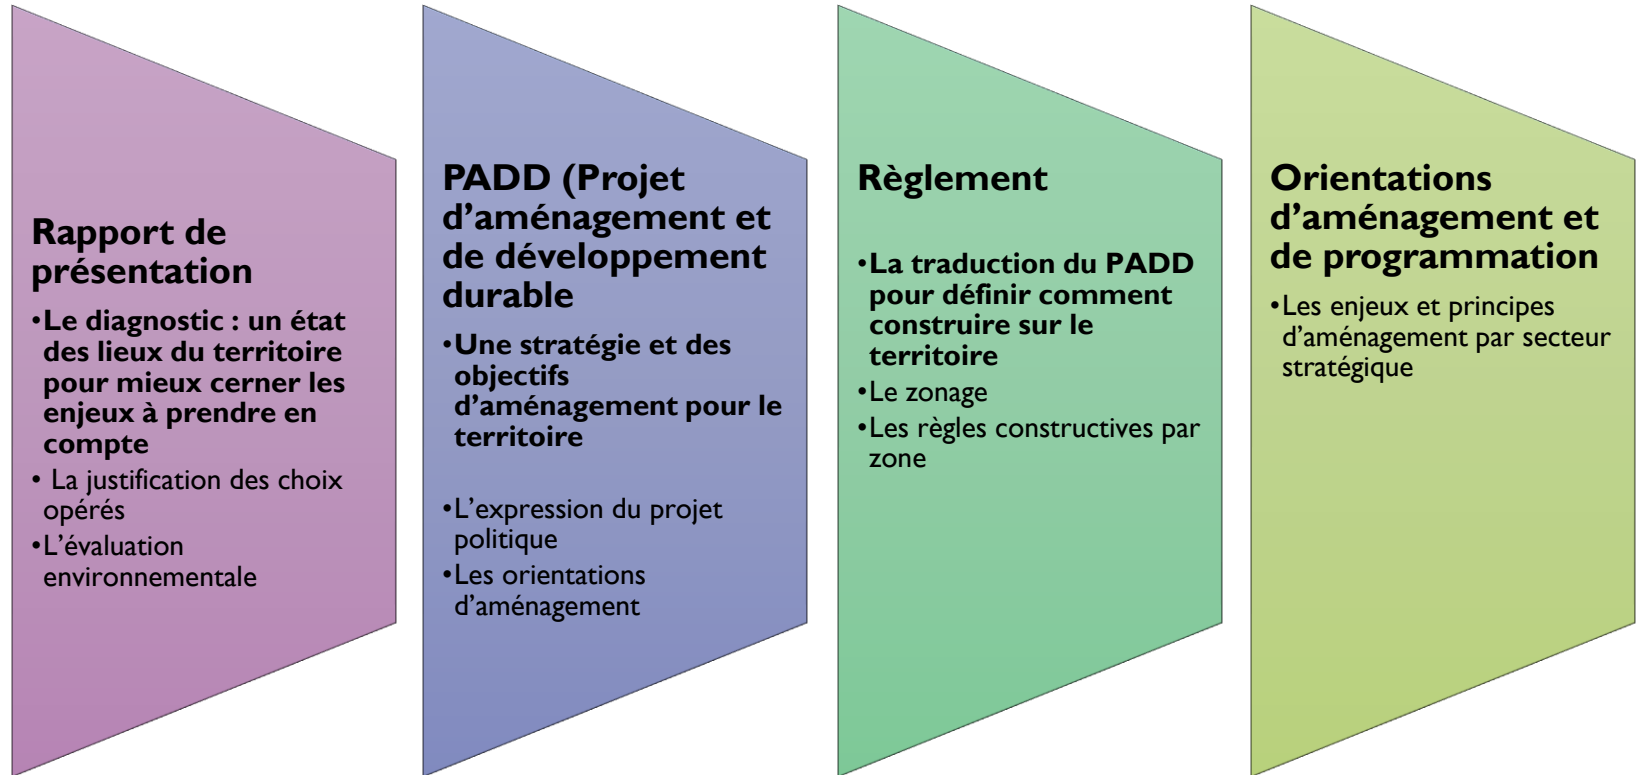 Rapport de
présentation
•Le diagnostic : un état
des lieux du territoire
pour mieux cerner les
enjeux à prendre en
compte
• La justification des choix
opérés
•L’évaluation
environnementale
PADD (Projet
d’aménagement et
de développement
durable
•Une stratégie et des
objectifs
d’aménagement pour le
territoire
•L’expression du projet
politique
•Les orientations
d’aménagement
Règlement
•La traduction du PADD
pour définir comment
construire sur le
territoire
•Le zonage
•Les règles constructives par
zone
Orientations
d’aménagement et
de programmation
•Les enjeux et principes
d’aménagement par secteur
stratégique